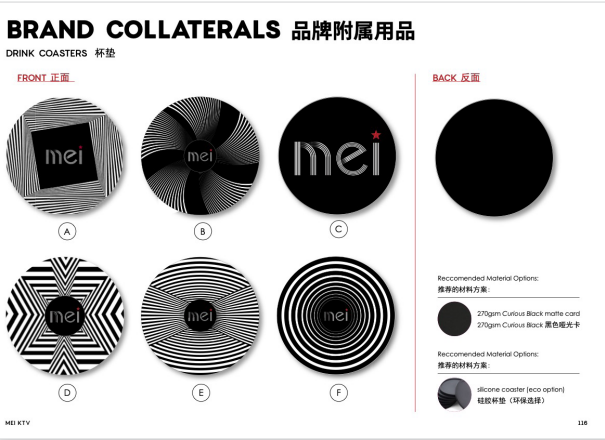 BRAND COLLATERALS 品牌附属用品
DRINK COASTERS 杯垫
FRONT 正面
BACK 反面
mei
mei
mei
A
B
C
mei
mei
mei
D
E
F
Reccomended Material Options:
推荐的材料方案:
270gsm Curious Black matte card
270gsm Curious Black 黑色哑光卡
Reccomended Material Options:
推荐的材料方案:
silicone coaster (eco option)
硅胶杯垫（环保选择）
MEI KTV
116